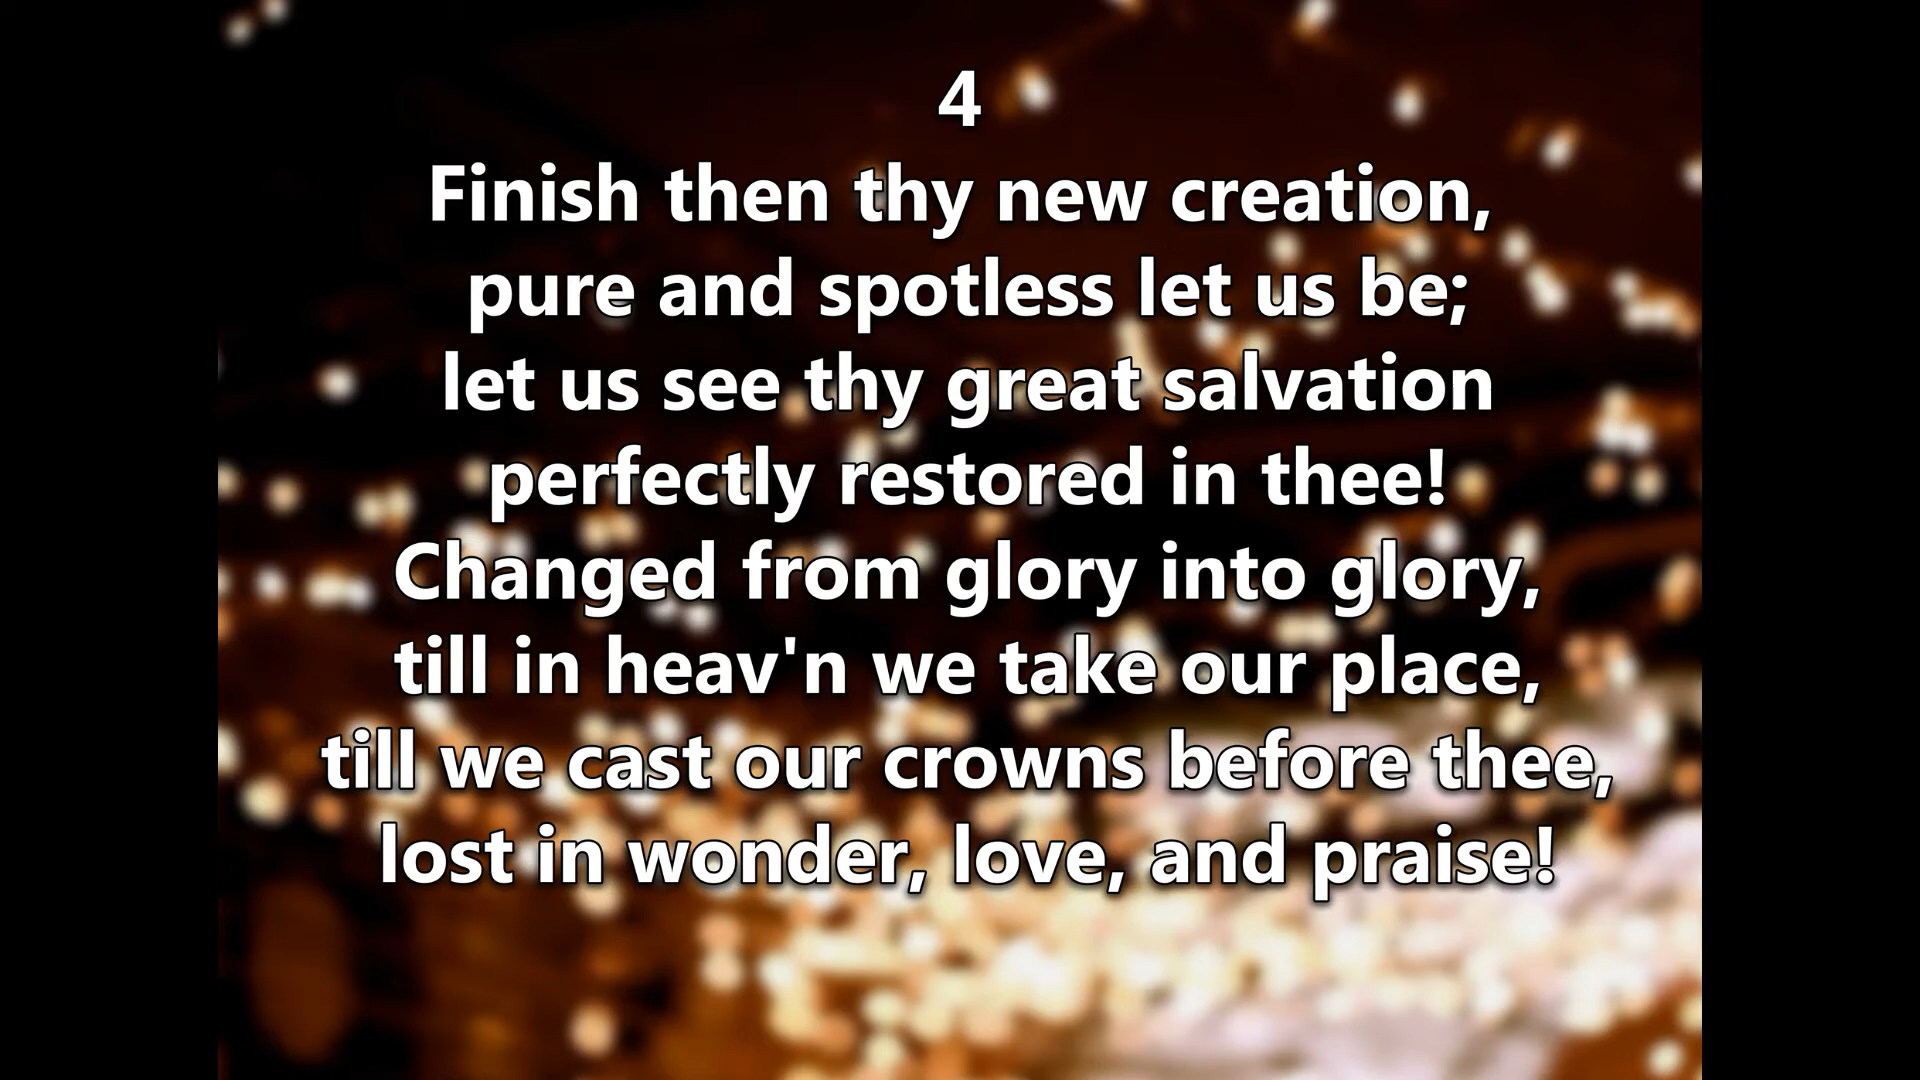 4
Finish then thy new creation,
pure and spotless let us be;
let us see thy great salvation
perfectly restored in thee!
Changed from glory into glory,
till in heav'n we take our place,
till we cast our crowns before thee,
lost in wonder, love, and praise!